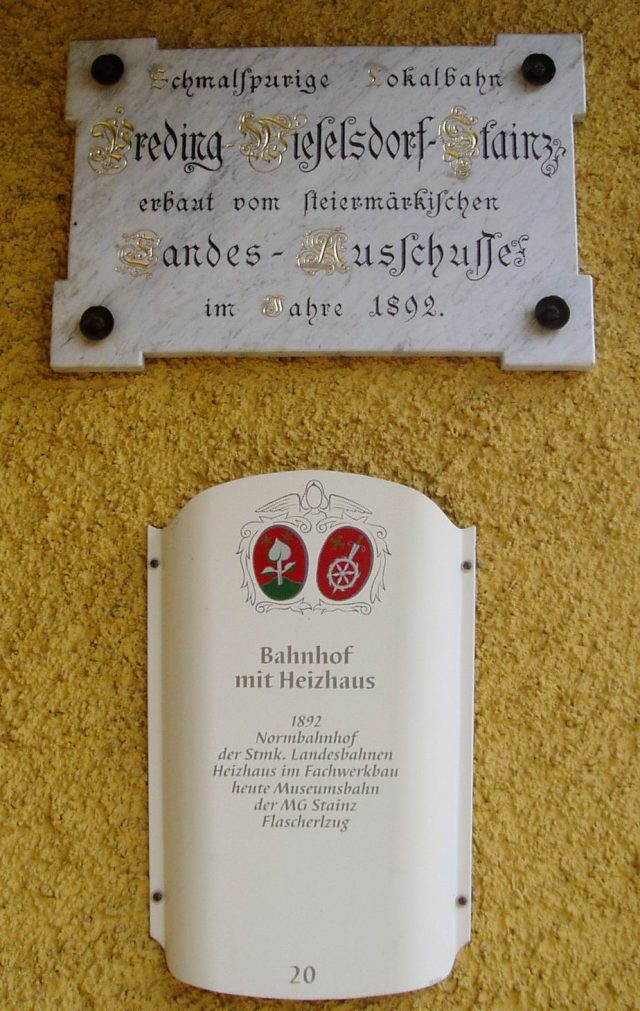 Schmalſpurige Lokalbahn
Preding-Wieſelsdorf-Stainz,
erbaut vom ſteiermärkiſchen
Landes-Ausſchuſſe
im Jahre 1892.
Bahnhof
mit Heizhaus
1892
Normbahnhof
der Stmk. Landesbahnen
Heizhaus im Fachwerkbau
heute Museumsbahn
der MG Stainz
Flascherlzug
20